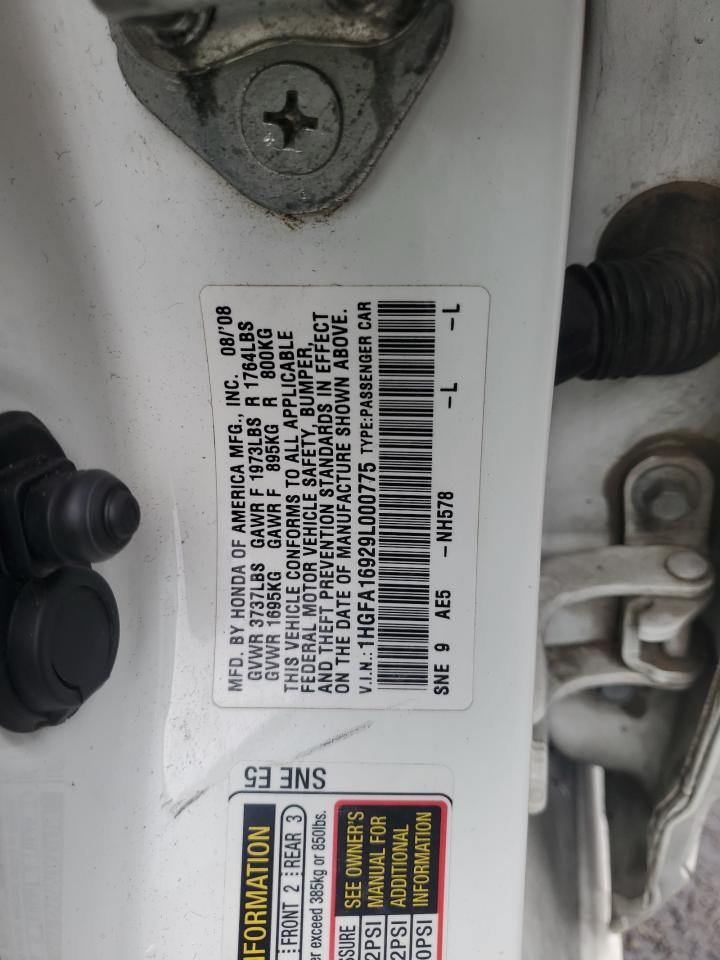 MFD. BY HONDA OF AMERICA MFG., INC. 08/'08
GVWR 3737LBS GAWR F 1973LBS R 1764LBS
GVWR 1695KG GAWR F 895KG R 800KG
THIS VEHICLE CONFORMS TO ALL APPLICABLE
FEDERAL MOTOR VEHICLE SAFETY, BUMPER,
AND THEFT PREVENTION STANDARDS IN EFFECT
ON THE DATE OF MANUFACTURE SHOWN ABOVE.
V.I.N.: 1HGFA16929L000775 TYPE:PASSENGER CAR
SNE 9 AE5 -NH578 -L -L
SNE E5
FRONT 2 REAR 3
exceed 385kg or 850lbs.
SEE OWNER'S
MANUAL FOR
ADDITIONAL
INFORMATION